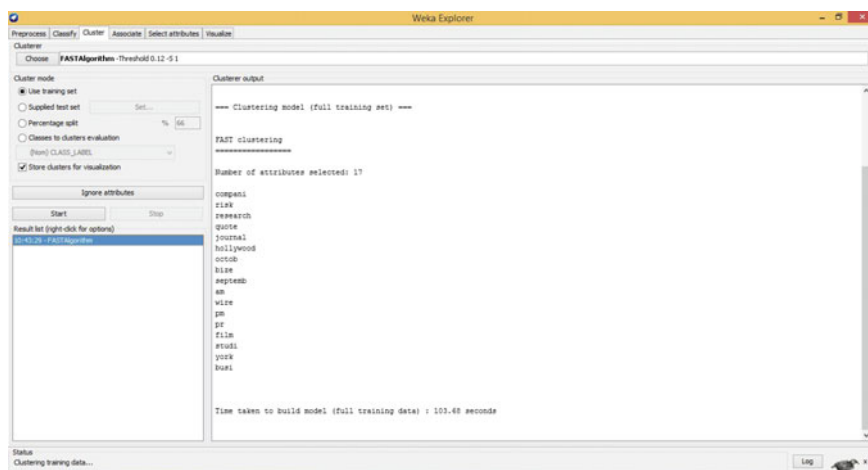 Weka Explorer
Preprocess Classify Cluster Associate Select attributes Visualize
Clusterer
Choose FASTAlgorithm -Threshold 0.12 -S 1
Cluster mode
Use training set
Supplied test set Set...
Percentage split % 66
Classes to clusters evaluation
(Nom) CLASS_LABEL
Store clusters for visualization
Ignore attributes
Start Stop
Result list (right-click for options)
10:43:29 - FASTAlgorithm
Clusterer output
=== Clustering model (full training set) ===
FAST clustering
=================
Number of attributes selected: 17
compani
risk
research
quote
journal
hollywood
octob
bize
septemb
am
wire
pm
pr
film
studi
york
busi
Time taken to build model (full training data) : 103.68 seconds
Status
Clustering training data...
Log